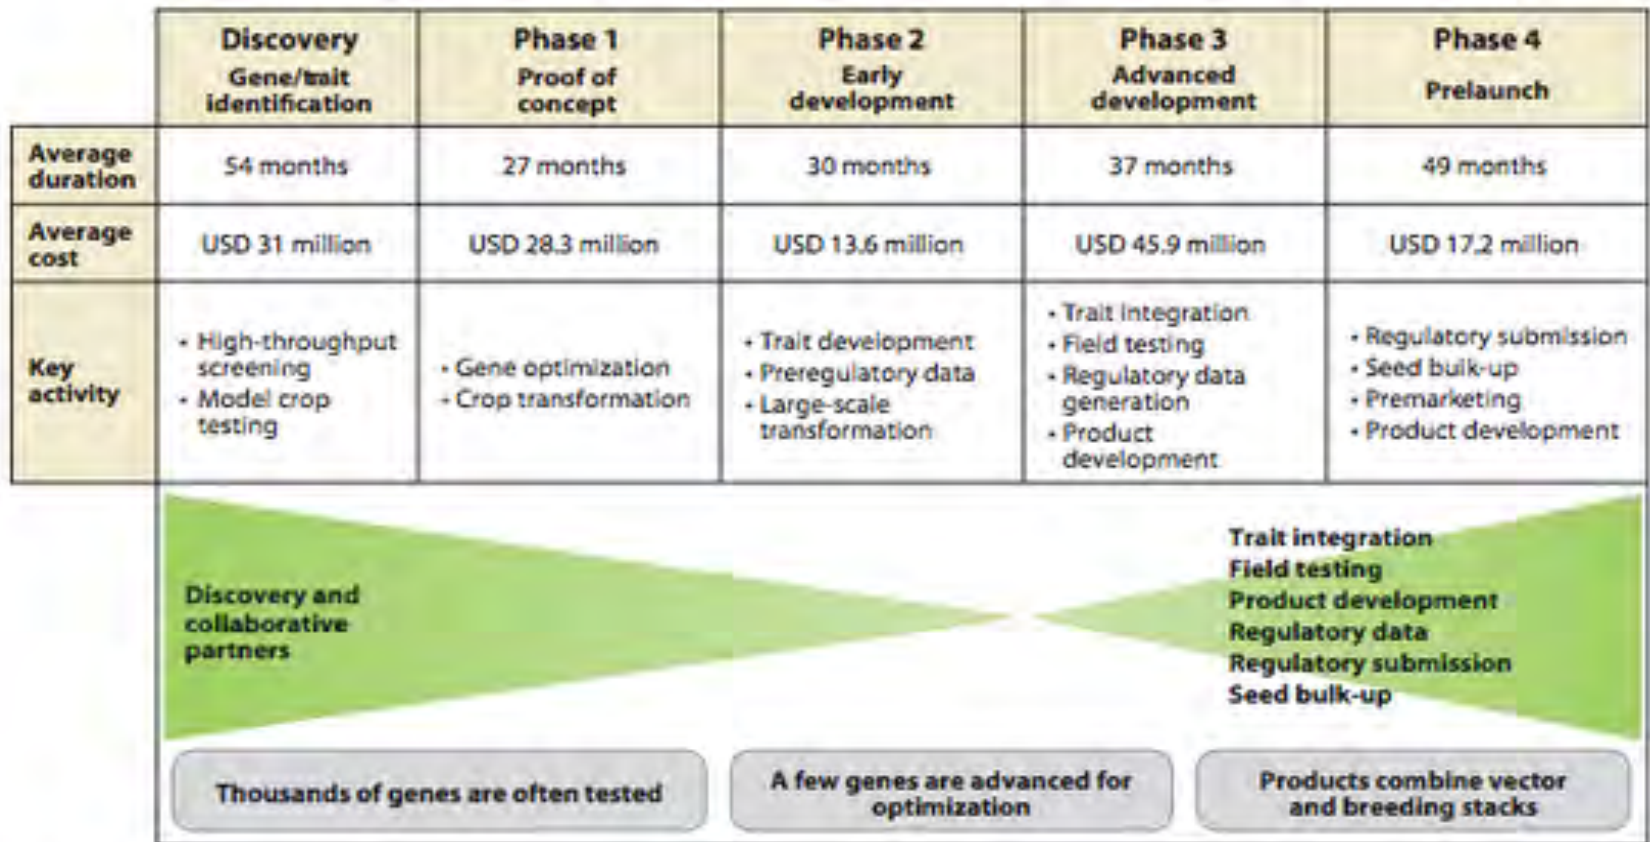 Discovery
Gene/trait
identification
Phase 1
Proof of
concept
Phase 2
Early
development
Phase 3
Advanced
development
Phase 4
Prelaunch
Average
duration
54 months
27 months
30 months
37 months
49 months
Average
cost
USD 31 million
USD 28.3 million
USD 13.6 million
USD 45.9 million
USD 17.2 million
Key
activity
• High-throughput
screening
• Model crop
testing
• Gene optimization
• Crop transformation
• Trait development
• Preregulatory data
• Large-scale
transformation
• Trait integration
• Field testing
• Regulatory data
generation
• Product
development
• Regulatory submission
• Seed bulk-up
• Premarketing
• Product development
Discovery and
collaborative
partners
Trait integration
Field testing
Product development
Regulatory data
Regulatory submission
Seed bulk-up
Thousands of genes are often tested
A few genes are advanced for
optimization
Products combine vector
and breeding stacks